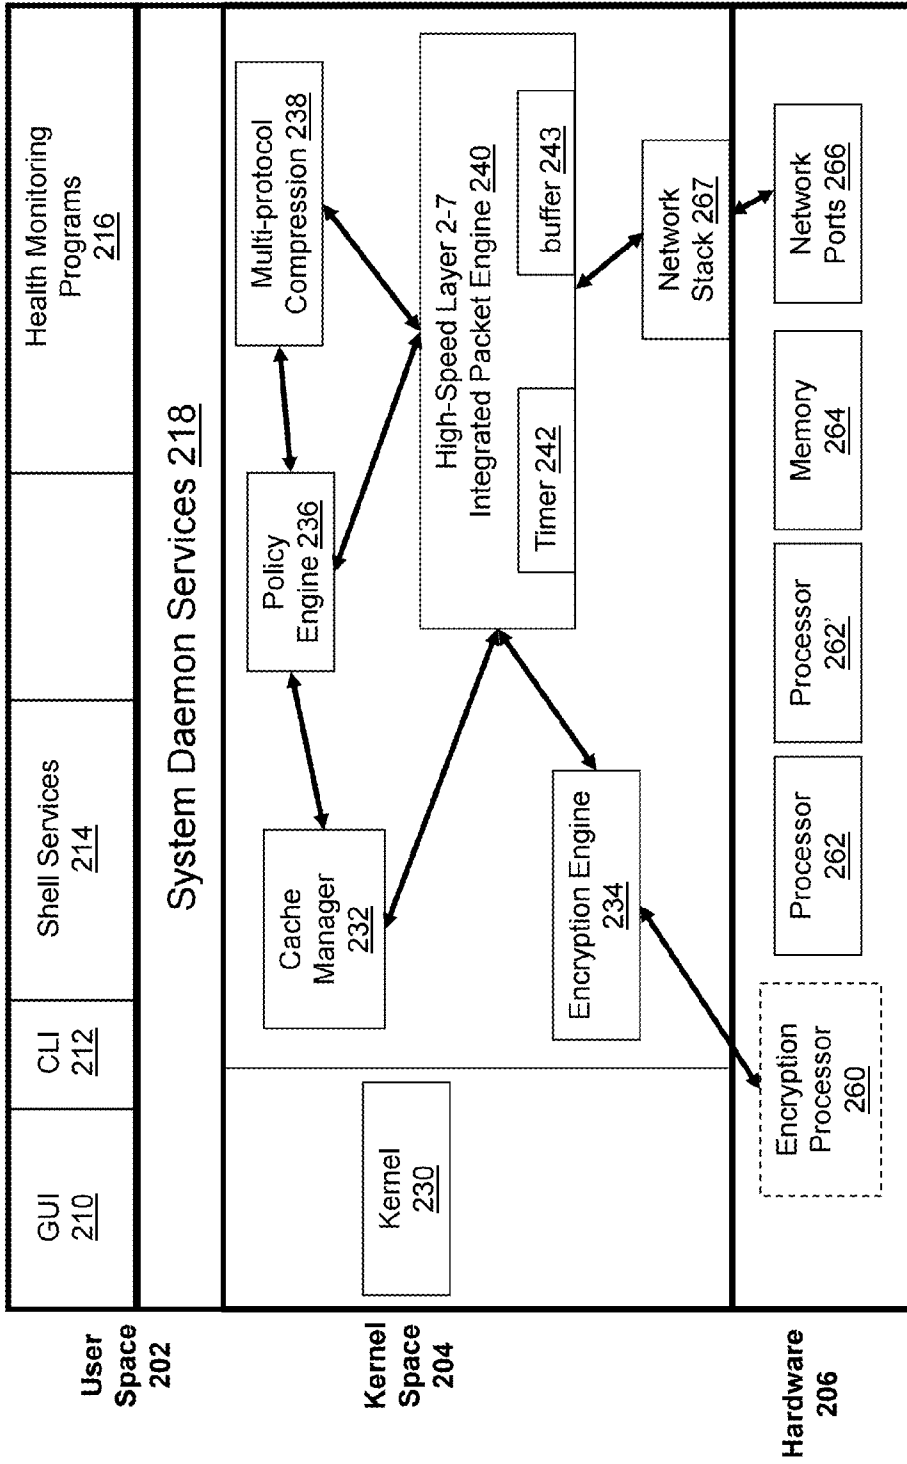 User
Space
202
GUI
210
CLI
212
Shell Services
214
Health Monitoring
Programs
216
System Daemon Services 218
Kernel
Space
204
Kernel
230
Cache
Manager
232
Policy
Engine 236
Multi-protocol
Compression 238
High-Speed Layer 2-7
Integrated Packet Engine 240
Timer 242
buffer 243
Encryption Engine
234
Network
Stack 267
Hardware
206
Encryption
Processor
260
Processor
262
Processor
262'
Memory
264
Network
Ports 266